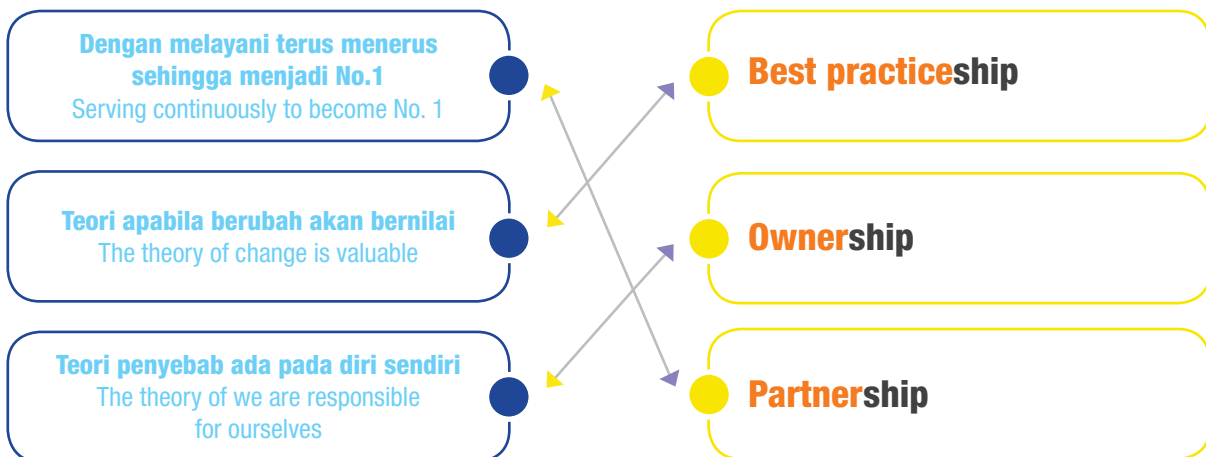 Dengan melayani terus menerus
sehingga menjadi No.1
Serving continuously to become No. 1
Best practiceship
Teori apabila berubah akan bernilai
The theory of change is valuable
Ownership
Teori penyebab ada pada diri sendiri
The theory of we are responsible
for ourselves
Partnership